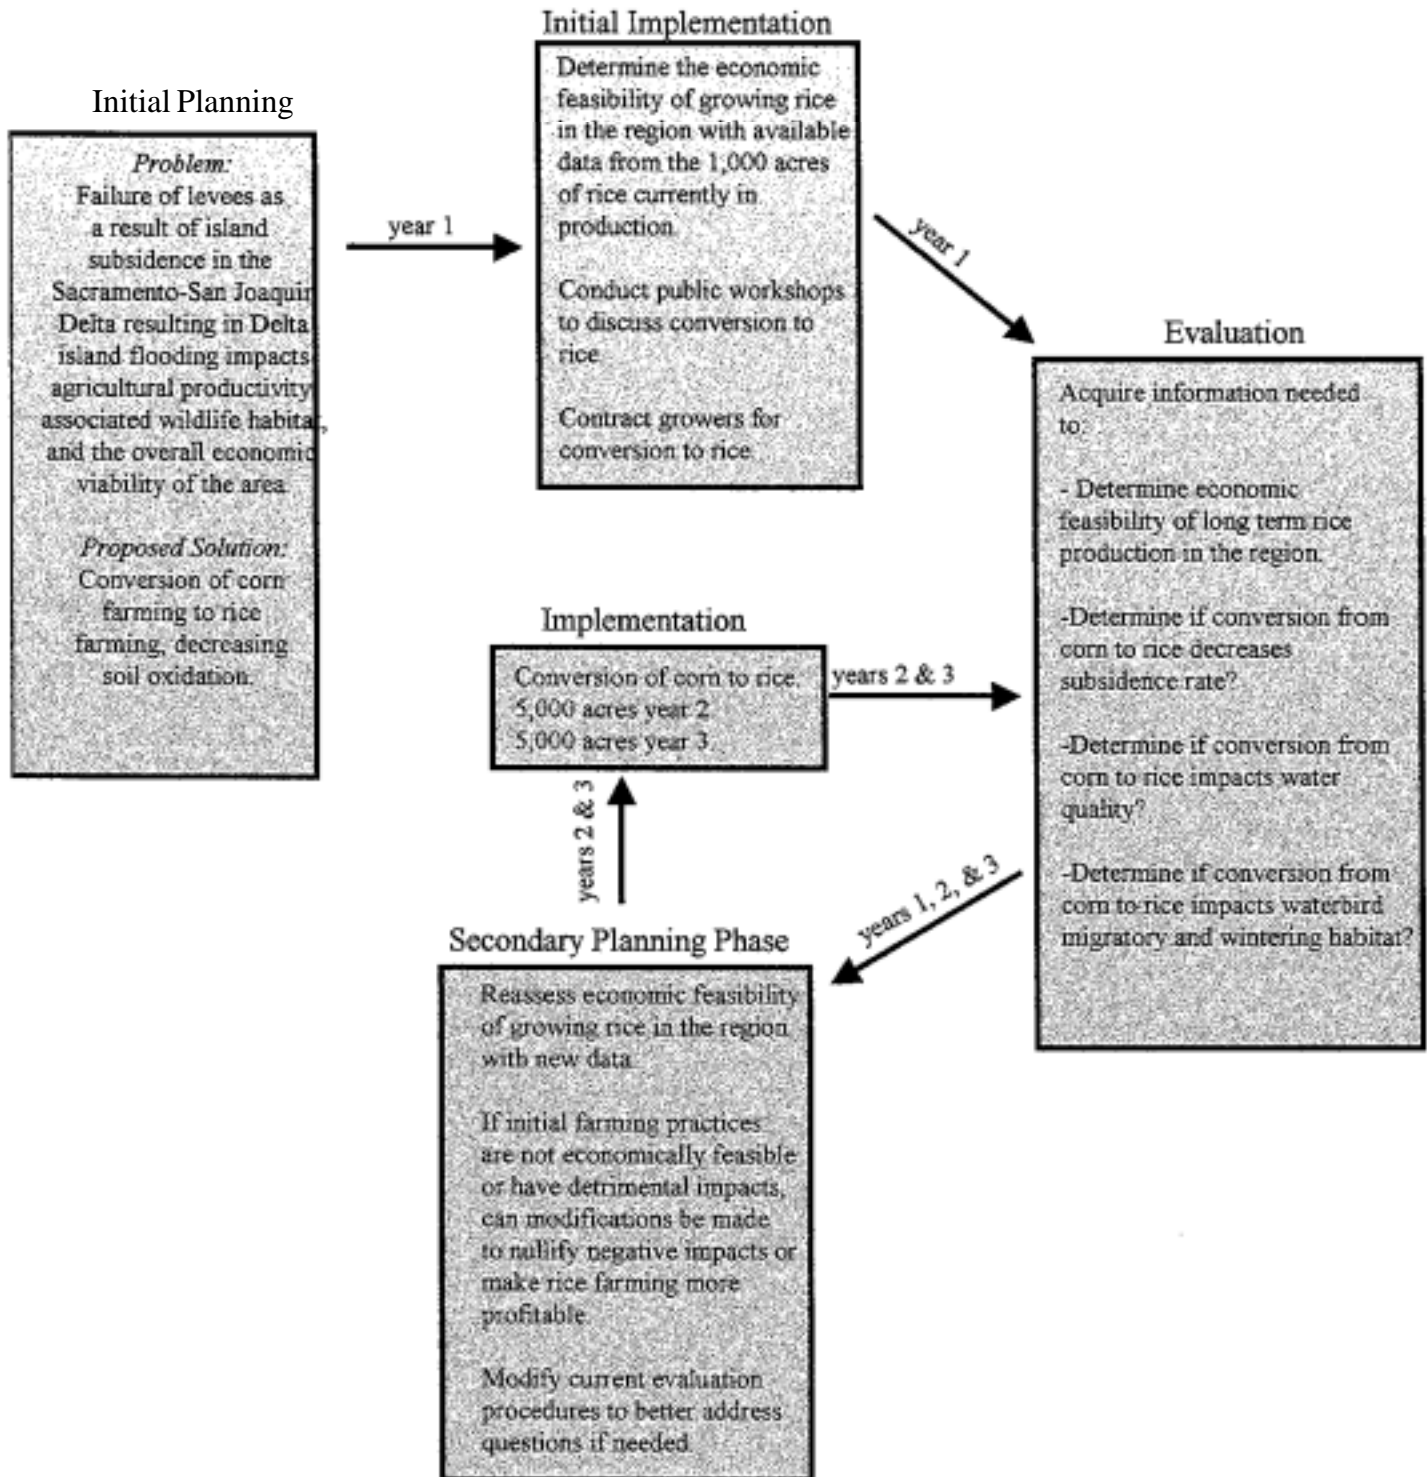 Initial Planning
Problem:
Failure of levees as
a result of island
subsidence in the
Sacramento-San Joaquin
Delta resulting in Delta
island flooding impacts
agricultural productivity
associated wildlife habitat,
and the overall economic
viability of the area
Proposed Solution:
Conversion of corn
farming to rice
farming, decreasing
soil oxidation.
year 1
Initial Implementation
Determine the economic
feasibility of growing rice
in the region with available
data from the 1,000 acres
of rice currently in
production.
Conduct public workshops
to discuss conversion to
rice
Contract growers for
conversion to rice.
year 1
Evaluation
Acquire information needed
to:
- Determine economic
feasibility of long term rice
production in the region.
-Determine if conversion from
corn to rice decreases
subsidence rate?
-Determine if conversion from
corn to rice impacts water
quality?
-Determine if conversion from
corn to rice impacts waterbird
migratory and wintering habitat?
years 1, 2, & 3
Secondary Planning Phase
Reassess economic feasibility
of growing rice in the region
with new data.
If initial farming practices
are not economically feasible
or have detrimental impacts,
can modifications be made
to nullify negative impacts or
make rice farming more
profitable.
Modify current evaluation
procedures to better address
questions if needed.
years 2 & 3
Implementation
Conversion of corn to rice.
5,000 acres year 2
5,000 acres year 3
years 2 & 3